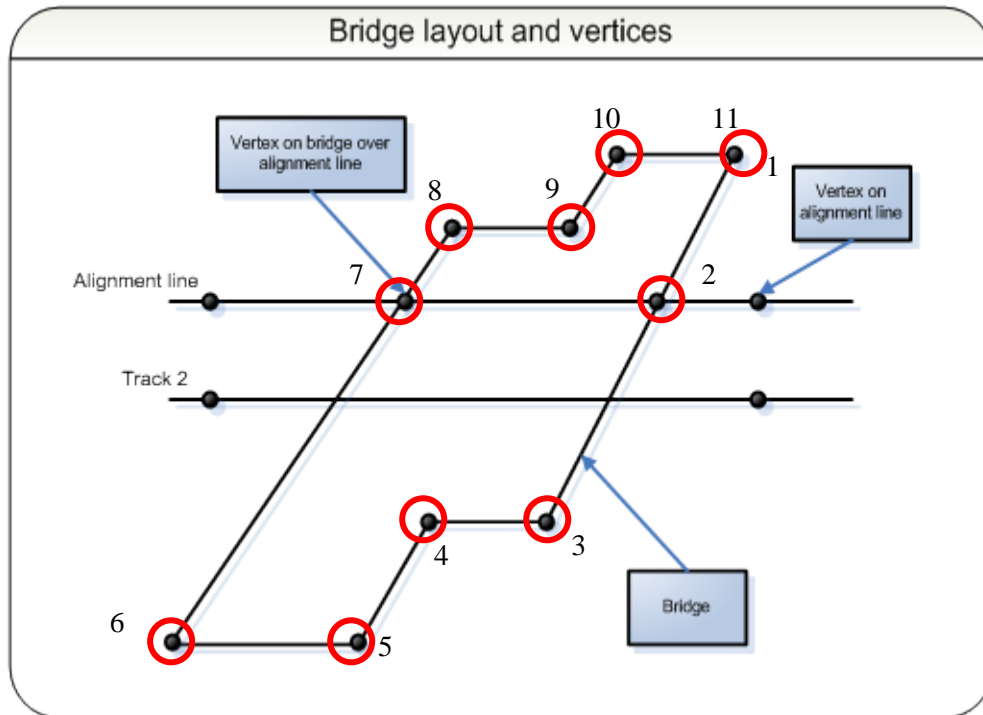 Bridge layout and vertices
10
11
Vertex on bridge over
alignment line
8
9
1
Vertex on
alignment line
7
2
Alignment line
Track 2
4
3
6
5
Bridge